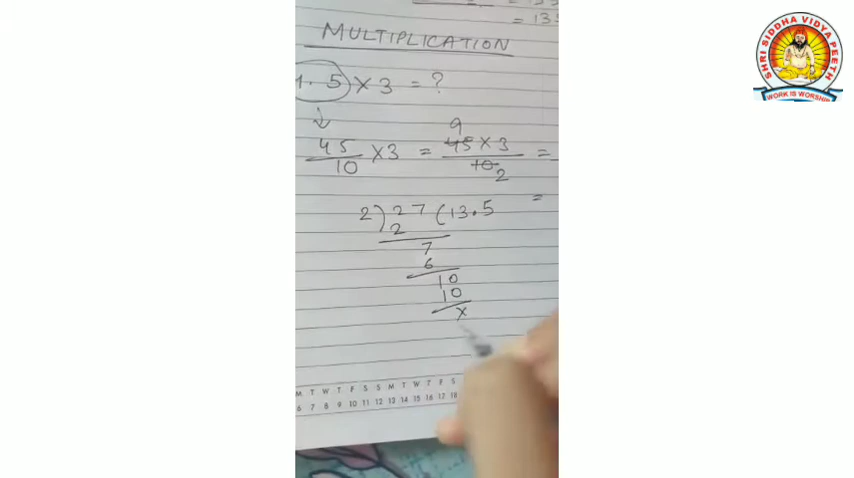 = 135
MULTIPLICATION
4.5 × 3 = ?
↓
9
45/10 × 3 = 45 × 3/10 =
2
2) 27 (13.5 =
2
7
6
10
10
×
M T W T F S S M T W T F S
6 7 8 9 10 11 12 13 14 15 16 17 18
SHRI SIDDHA VIDYA PEETH
WORK IS WORSHIP